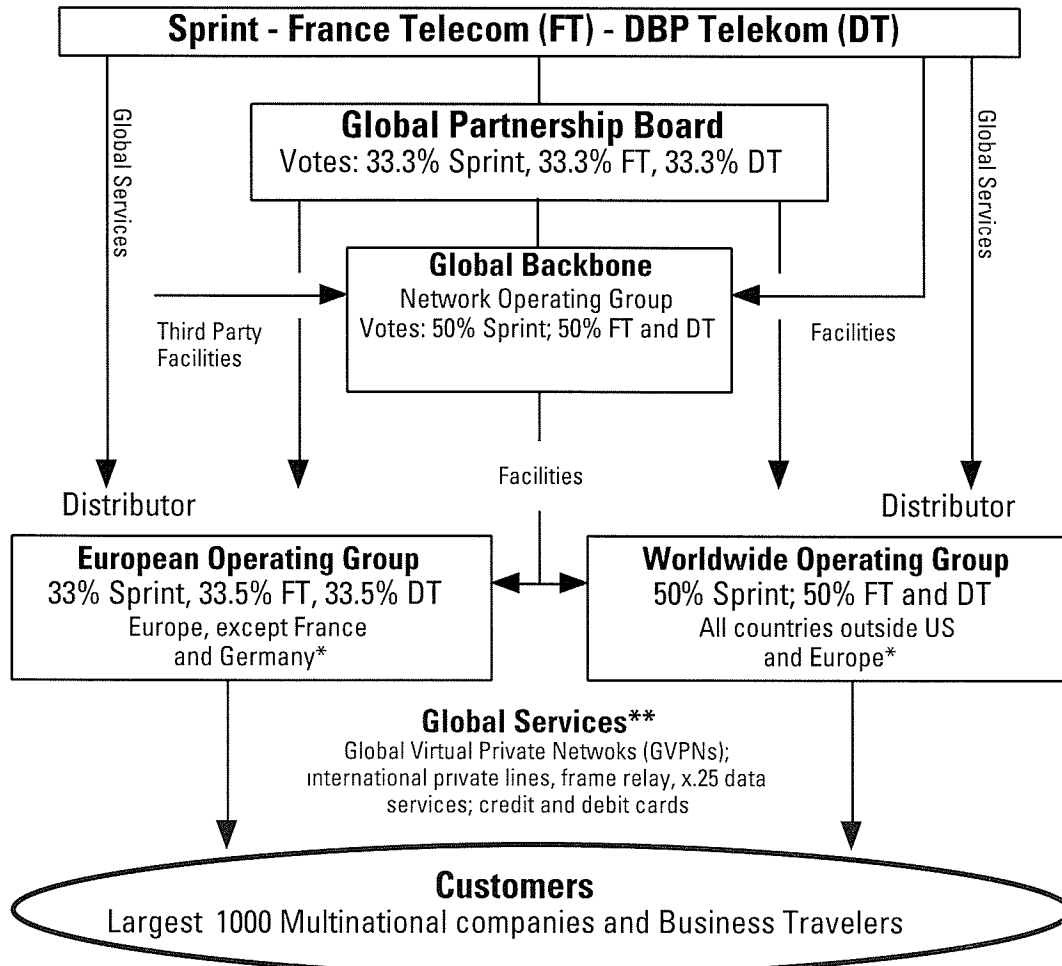 Sprint - France Telecom (FT) - DBP Telekom (DT)
Global Services
Global Services
Global Partnership Board
Votes: 33.3% Sprint, 33.3% FT, 33.3% DT
Global Backbone
Network Operating Group
Votes: 50% Sprint; 50% FT and DT
Third Party
Facilities
Facilities
Facilities
Distributor
Distributor
European Operating Group
33% Sprint, 33.5% FT, 33.5% DT
Europe, except France
and Germany*
Worldwide Operating Group
50% Sprint; 50% FT and DT
All countries outside US
and Europe*
Global Services**
Global Virtual Private Netwoks (GVPNs);
international private lines, frame relay, x.25 data
services; credit and debit cards
Customers
Largest 1000 Multinational companies and Business Travelers